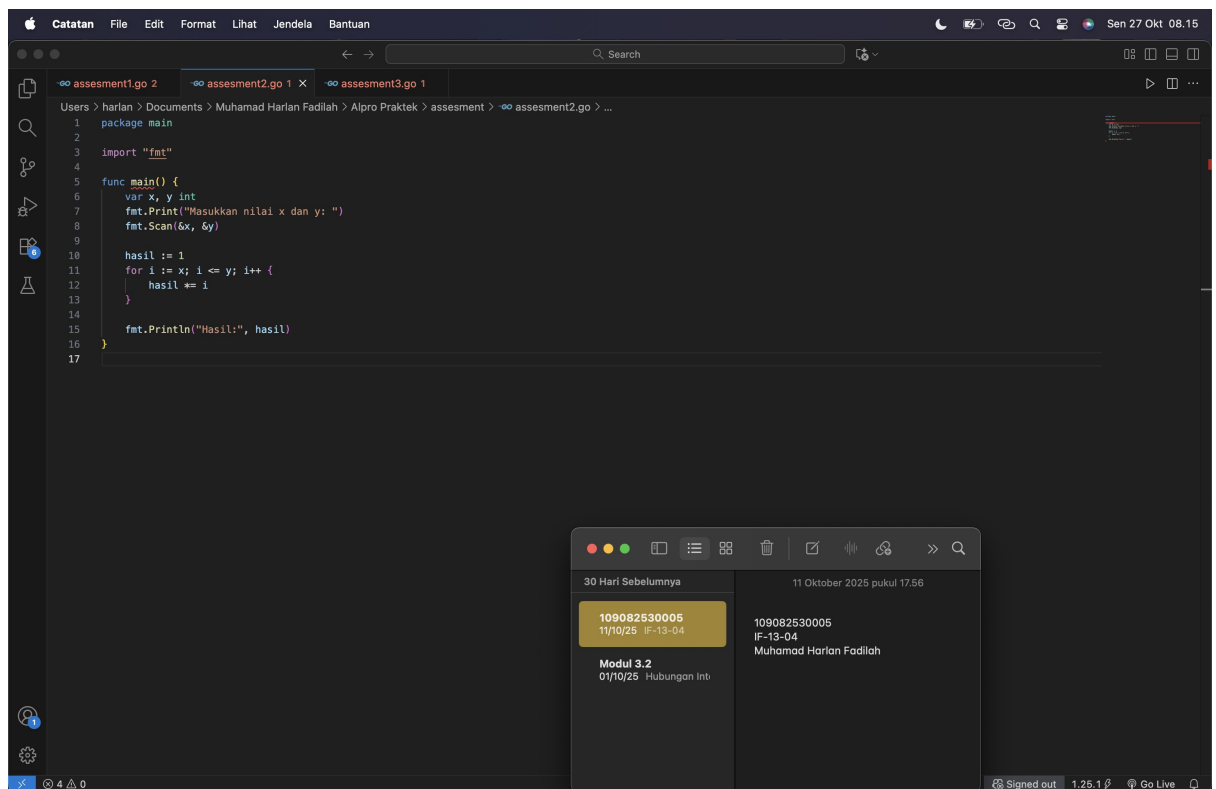 Catatan File Edit Format Lihat Jendela Bantuan
Sen 27 Okt 08.15
Search
assesment1.go 2
assesment2.go 1
assesment3.go 1
Users > harlan > Documents > Muhamad Harlan Fadilah > Alpro Praktek > assesment > assesment2.go > ...
1 package main
2
3 import "fmt"
4
5 func main() {
6 var x, y int
7 fmt.Print("Masukkan nilai x dan y: ")
8 fmt.Scan(&x, &y)
9
10 hasil := 1
11 for i := x; i <= y; i++ {
12 hasil *= i
13 }
14
15 fmt.Println("Hasil:", hasil)
16 }
17
6
30 Hari Sebelumnya
109082530005
11/10/25 IF-13-04
Modul 3.2
01/10/25 Hubungan Int
11 Oktober 2025 pukul 17.56
109082530005
IF-13-04
Muhamad Harlan Fadilah
1
4 0
Signed out 1.25.1 Go Live